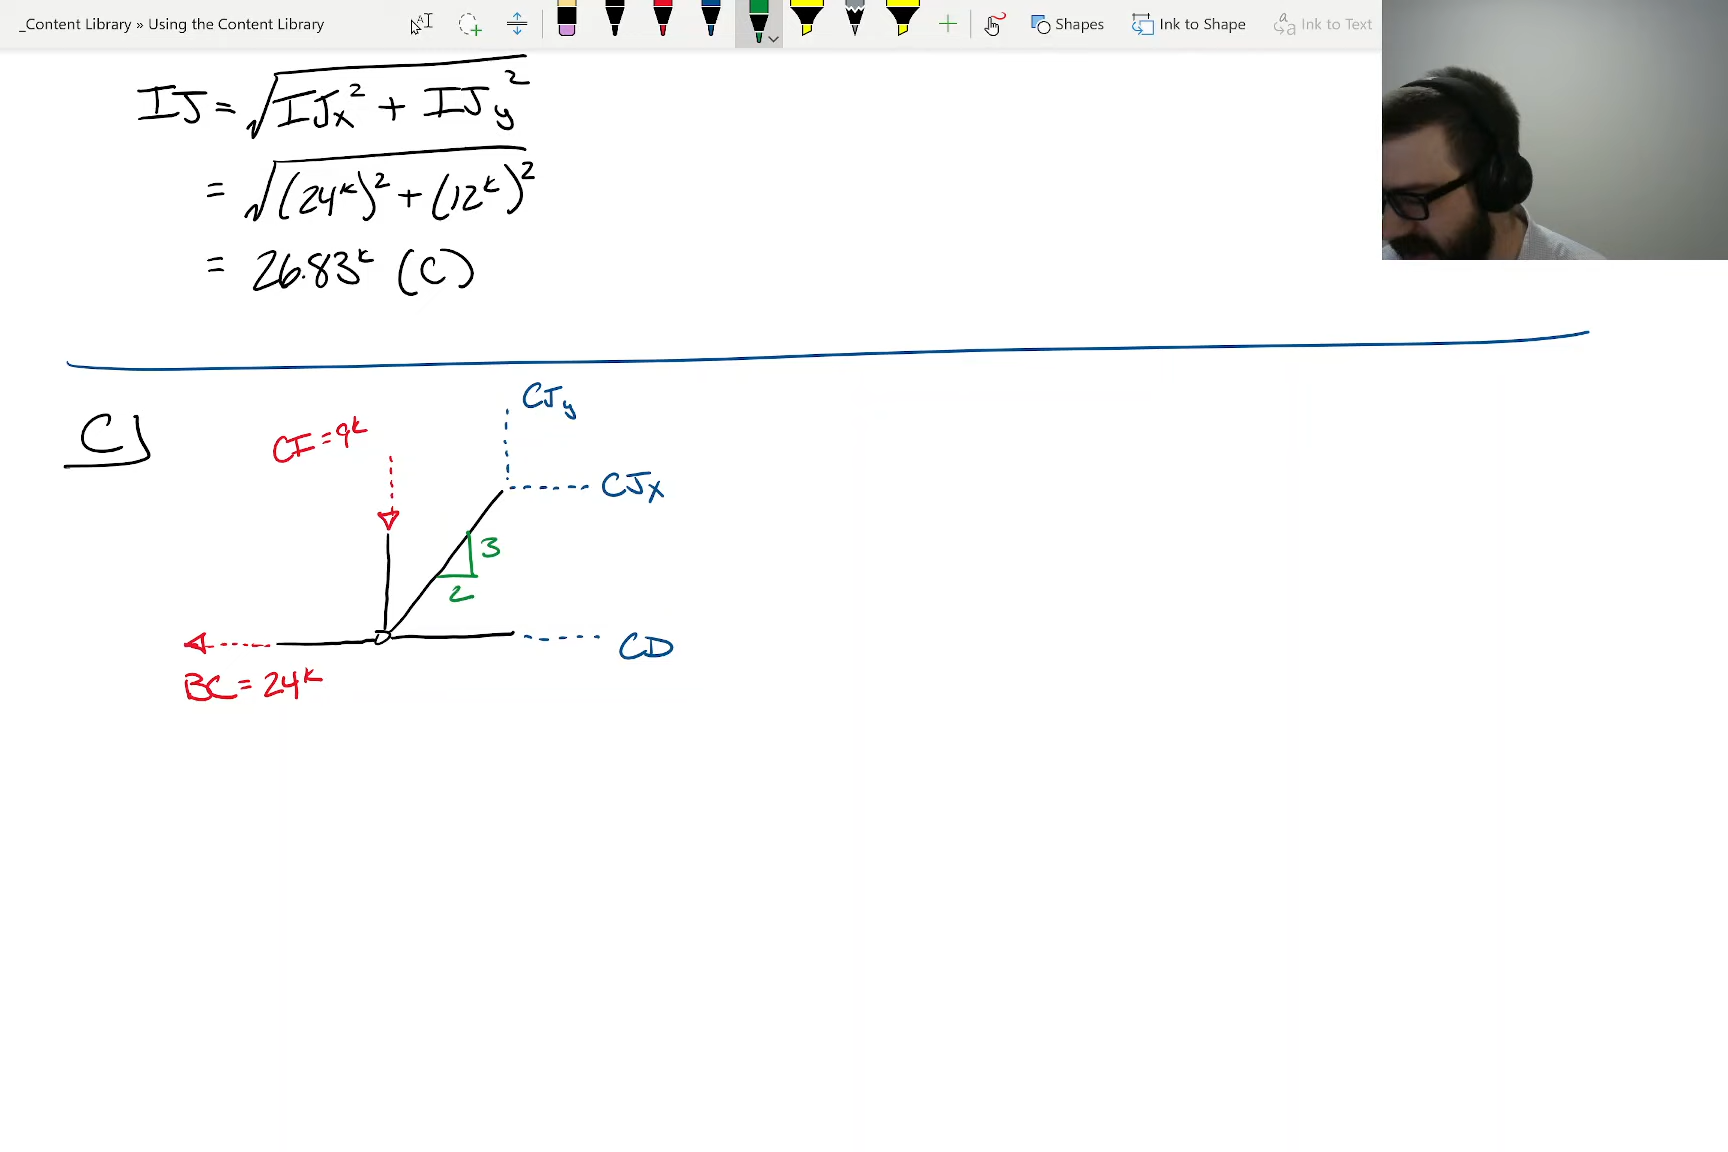 _Content Library » Using the Content Library
Shapes
Ink to Shape
Ink to Text
IJ = √IJx² + IJy²
= √(24ᵏ)² + (12ᵏ)²
= 26.83ᵏ (C)
CJy
CJ
CI = 9ᵏ
CJx
3
2
CD
BC = 24ᵏ